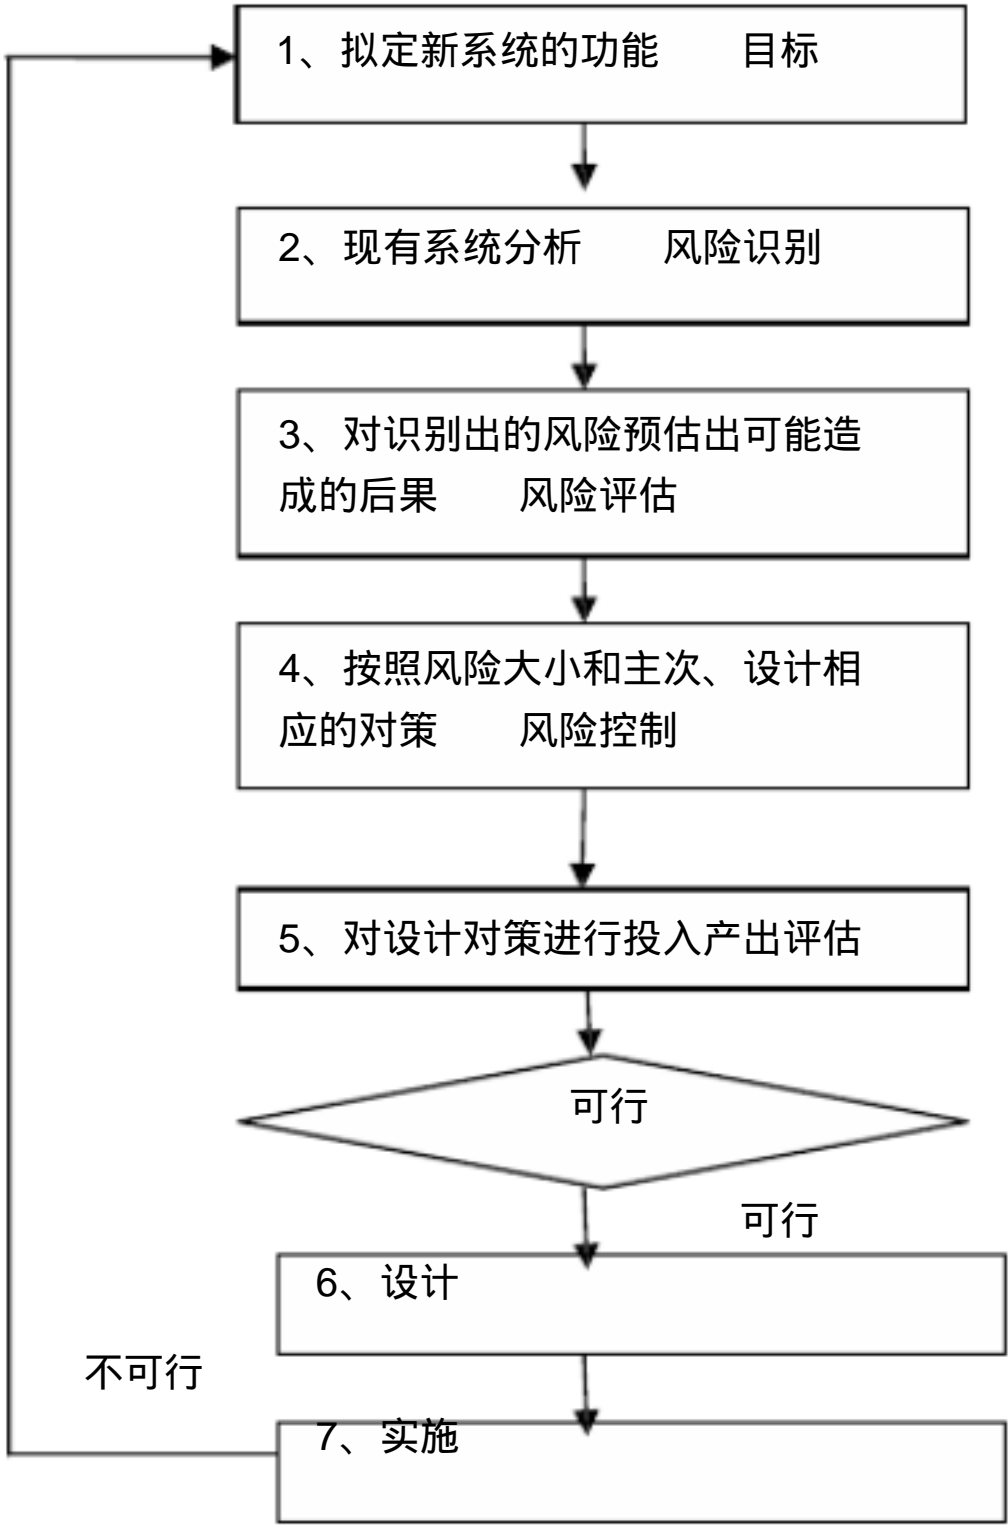 1、拟定新系统的功能 目标
2、现有系统分析 风险识别
3、对识别出的风险预估出可能造
成的后果 风险评估
4、按照风险大小和主次、设计相
应的对策 风险控制
5、对设计对策进行投入产出评估
可行
可行
6、设计
不可行
7、实施